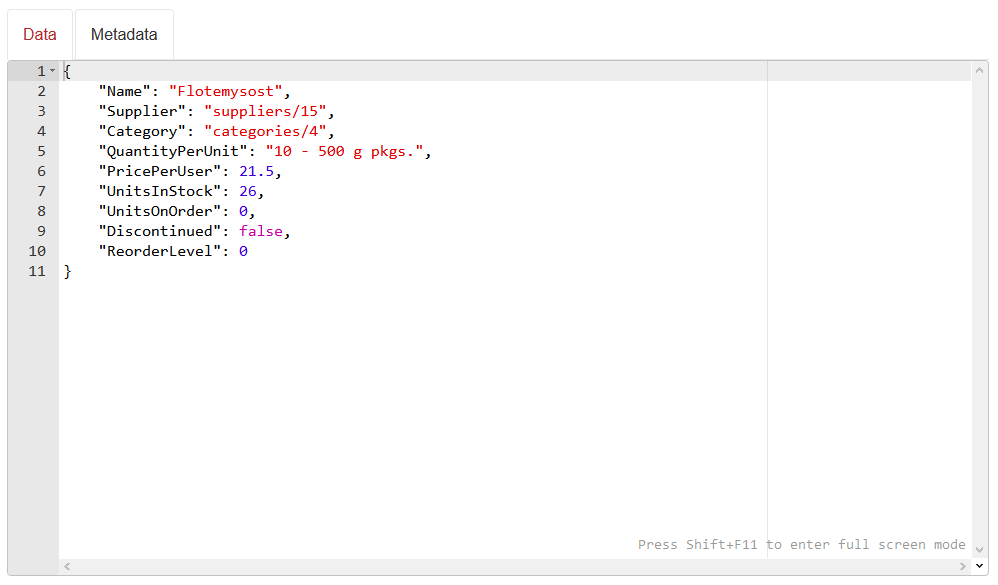 Data Metadata
1 {
2 "Name": "Flotemysost",
3 "Supplier": "suppliers/15",
4 "Category": "categories/4",
5 "QuantityPerUnit": "10 - 500 g pkgs.",
6 "PricePerUser": 21.5,
7 "UnitsInStock": 26,
8 "UnitsOnOrder": 0,
9 "Discontinued": false,
10 "ReorderLevel": 0
11 }
Press Shift+F11 to enter full screen mode